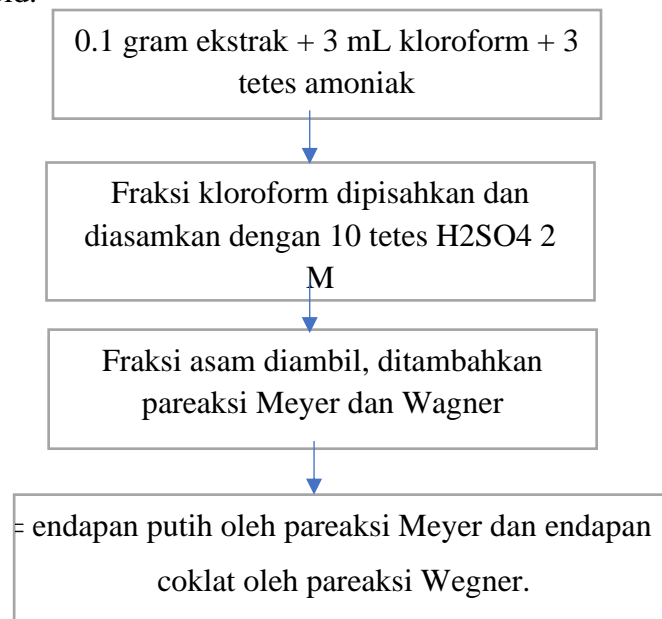 0.1 gram ekstrak + 3 mL kloroform + 3
tetes amoniak
Fraksi kloroform dipisahkan dan
diasamkan dengan 10 tetes H2SO4 2
M
Fraksi asam diambil, ditambahkan
pareaksi Meyer dan Wagner
= endapan putih oleh pareaksi Meyer dan endapan
coklat oleh pareaksi Wegner.